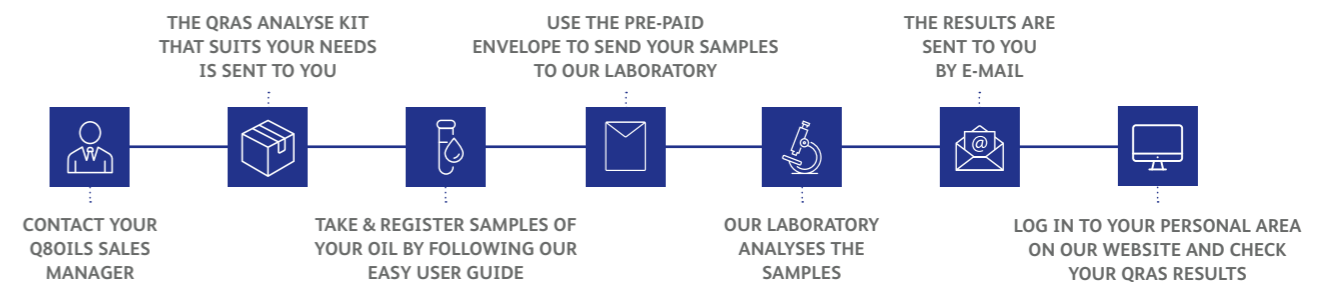 CONTACT YOUR
Q8OILS SALES
MANAGER
THE QRAS ANALYSE KIT
THAT SUITS YOUR NEEDS
IS SENT TO YOU
TAKE & REGISTER SAMPLES OF
YOUR OIL BY FOLLOWING OUR
EASY USER GUIDE
USE THE PRE-PAID
ENVELOPE TO SEND YOUR SAMPLES
TO OUR LABORATORY
OUR LABORATORY
ANALYSES THE
SAMPLES
THE RESULTS ARE
SENT TO YOU
BY E-MAIL
@
LOG IN TO YOUR PERSONAL AREA
ON OUR WEBSITE AND CHECK
YOUR QRAS RESULTS